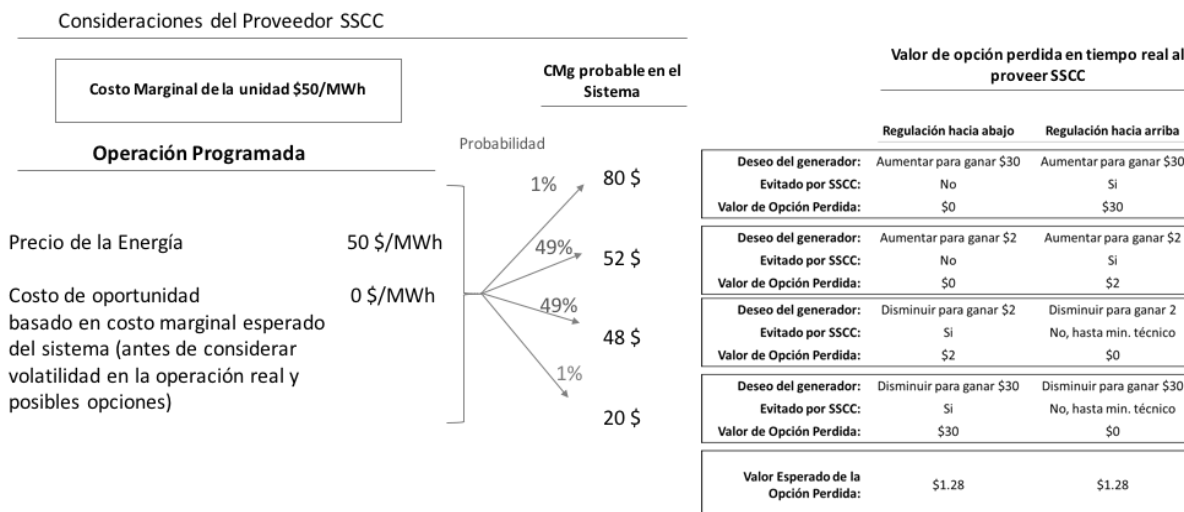 Consideraciones del Proveedor SSCC
Costo Marginal de la unidad $50/MWh
Operación Programada
Precio de la Energía 50 $/MWh
Costo de oportunidad 0 $/MWh
basado en costo marginal esperado
del sistema (antes de considerar
volatilidad en la operación real y
posibles opciones)
Probabilidad
1%
49%
49%
1%
CMg probable en el
Sistema
80 $
52 $
48 $
20 $
Valor de opción perdida en tiempo real al
proveer SSCC
Regulación hacia abajo Regulación hacia arriba
Deseo del generador: Aumentar para ganar $30 Aumentar para ganar $30
Evitado por SSCC: No Si
Valor de Opción Perdida: $0 $30
Deseo del generador: Aumentar para ganar $2 Aumentar para ganar $2
Evitado por SSCC: No Si
Valor de Opción Perdida: $0 $2
Deseo del generador: Disminuir para ganar $2 Disminuir para ganar 2
Evitado por SSCC: Si No, hasta min. técnico
Valor de Opción Perdida: $2 $0
Deseo del generador: Disminuir para ganar $30 Disminuir para ganar $30
Evitado por SSCC: Si No, hasta min. técnico
Valor de Opción Perdida: $30 $0
Valor Esperado de la
Opción Perdida: $1.28 $1.28